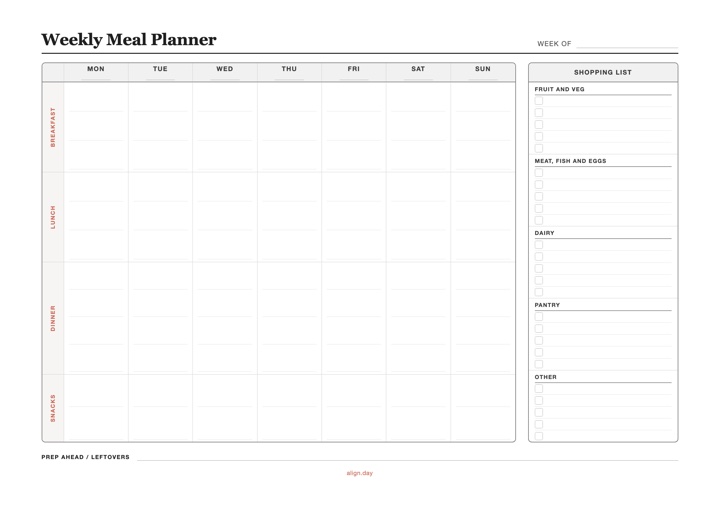 Weekly Meal Planner
WEEK OF
MON TUE WED THU FRI SAT SUN
BREAKFAST
LUNCH
DINNER
SNACKS
SHOPPING LIST
FRUIT AND VEG
MEAT, FISH AND EGGS
DAIRY
PANTRY
OTHER
PREP AHEAD / LEFTOVERS
align.day